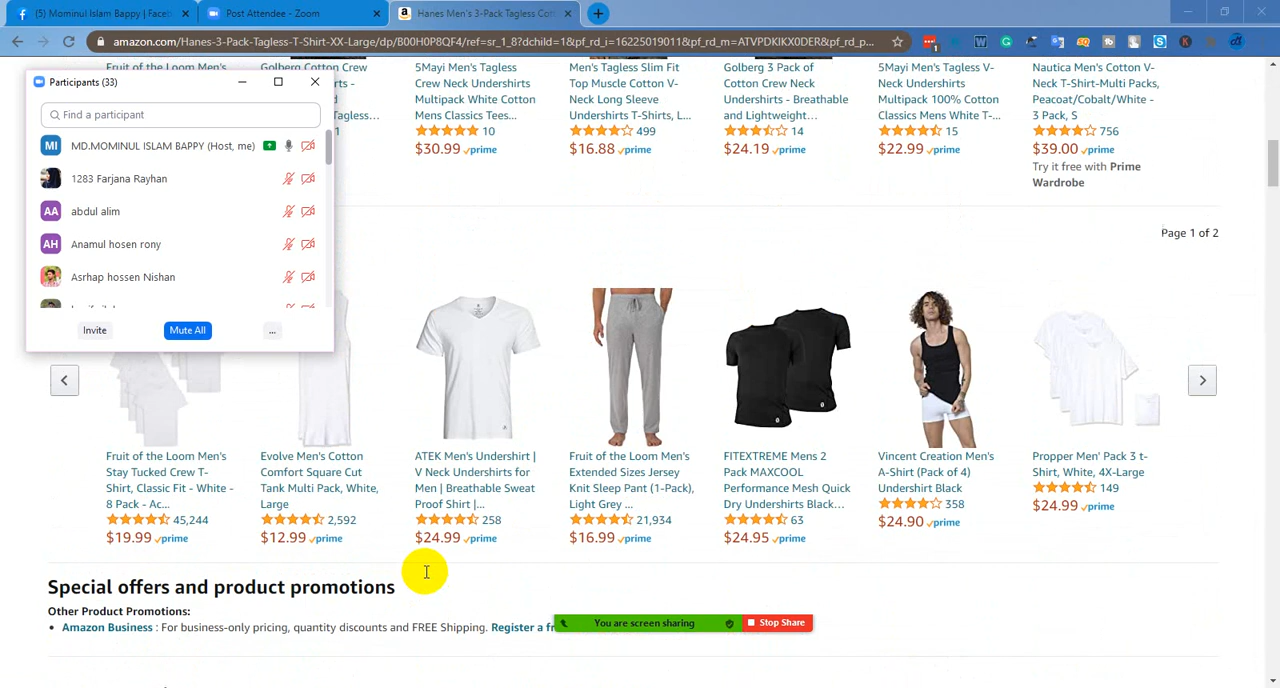 (5) Mominul Islam Bappy | Faceb
Post Attendee - Zoom
Hanes Men's 3-Pack Tagless Cott
amazon.com/Hanes-3-Pack-Tagless-T-Shirt-XX-Large/dp/B00H0P8QF4/ref=sr_1_8?dchild=1&pf_rd_i=16225019011&pf_rd_m=ATVPDKIKX0DER&pf_rd_p...
Participants (33)
Find a participant
MI MD.MOMINUL ISLAM BAPPY (Host, me)
1283 Farjana Rayhan
AA abdul alim
AH Anamul hosen rony
Asrhap hossen Nishan
Invite
Mute All
...
Fruit of the Loom Men's
Golberg Cotton Crew
5Mayi Men's Tagless
Crew Neck Undershirts
Multipack White Cotton
Mens Classics Tees...
10
$30.99 prime
Men's Tagless Slim Fit
Top Muscle Cotton V-
Neck Long Sleeve
Undershirts T-Shirts, L...
499
$16.88 prime
Golberg 3 Pack of
Cotton Crew Neck
Undershirts - Breathable
and Lightweight...
14
$24.19 prime
5Mayi Men's Tagless V-
Neck Undershirts
Multipack 100% Cotton
Classics Mens White T-...
15
$22.99 prime
Nautica Men's Cotton V-
Neck T-Shirt-Multi Packs,
Peacoat/Cobalt/White -
3 Pack, S
756
$39.00 prime
Try it free with Prime
Wardrobe
Page 1 of 2
Fruit of the Loom Men's
Stay Tucked Crew T-
Shirt, Classic Fit - White -
8 Pack - Ac...
45,244
$19.99 prime
Evolve Men's Cotton
Comfort Square Cut
Tank Multi Pack, White,
Large
2,592
$12.99 prime
ATEK Men's Undershirt |
V Neck Undershirts for
Men | Breathable Sweat
Proof Shirt |...
258
$24.99 prime
Fruit of the Loom Men's
Extended Sizes Jersey
Knit Sleep Pant (1-Pack),
Light Grey ...
21,934
$16.99 prime
FITEXTREME Mens 2
Pack MAXCOOL
Performance Mesh Quick
Dry Undershirts Black...
63
$24.95 prime
Vincent Creation Men's
A-Shirt (Pack of 4)
Undershirt Black
358
$24.90 prime
Propper Men' Pack 3 t-
Shirt, White, 4X-Large
149
$24.99 prime
Special offers and product promotions
Other Product Promotions:
• Amazon Business : For business-only pricing, quantity discounts and FREE Shipping. Register a fr
You are screen sharing
Stop Share